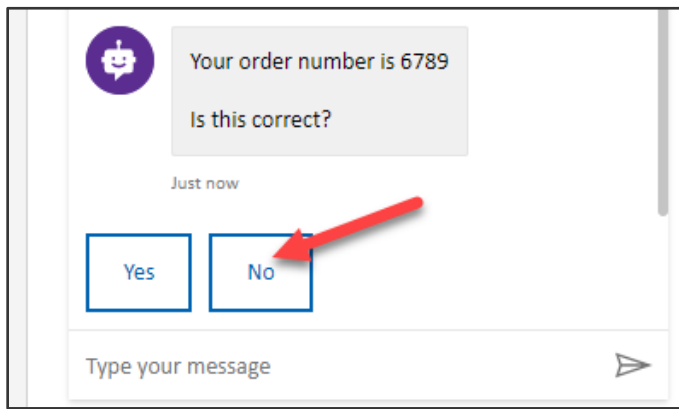 Your order number is 6789
Is this correct?
Just now
Yes
No
Type your message